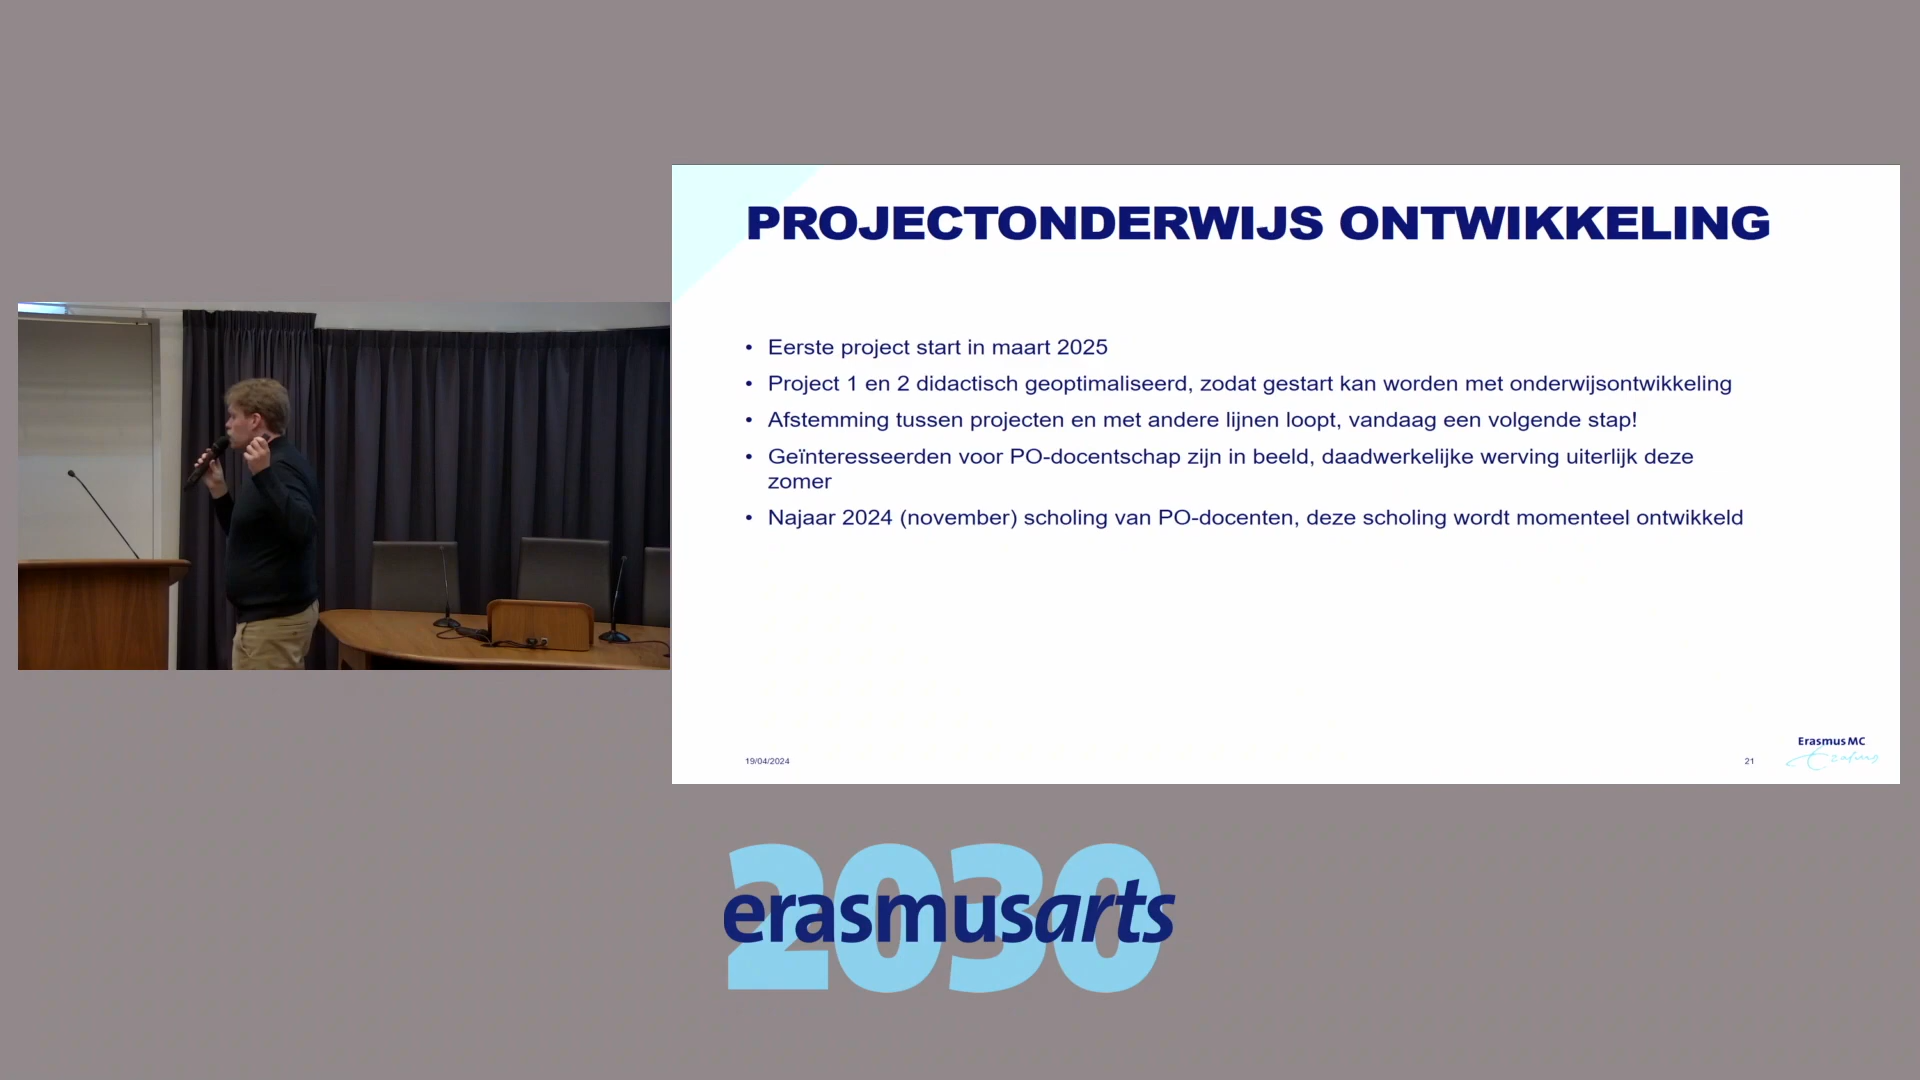 PROJECTONDERWIJS ONTWIKKELING
• Eerste project start in maart 2025
• Project 1 en 2 didactisch geoptimaliseerd, zodat gestart kan worden met onderwijsontwikkeling
• Afstemming tussen projecten en met andere lijnen loopt, vandaag een volgende stap!
• Geïnteresseerden voor PO-docentschap zijn in beeld, daadwerkelijke werving uiterlijk deze
zomer
• Najaar 2024 (november) scholing van PO-docenten, deze scholing wordt momenteel ontwikkeld
19/04/2024
21
Erasmus MC
Erasmus
2030
erasmusarts